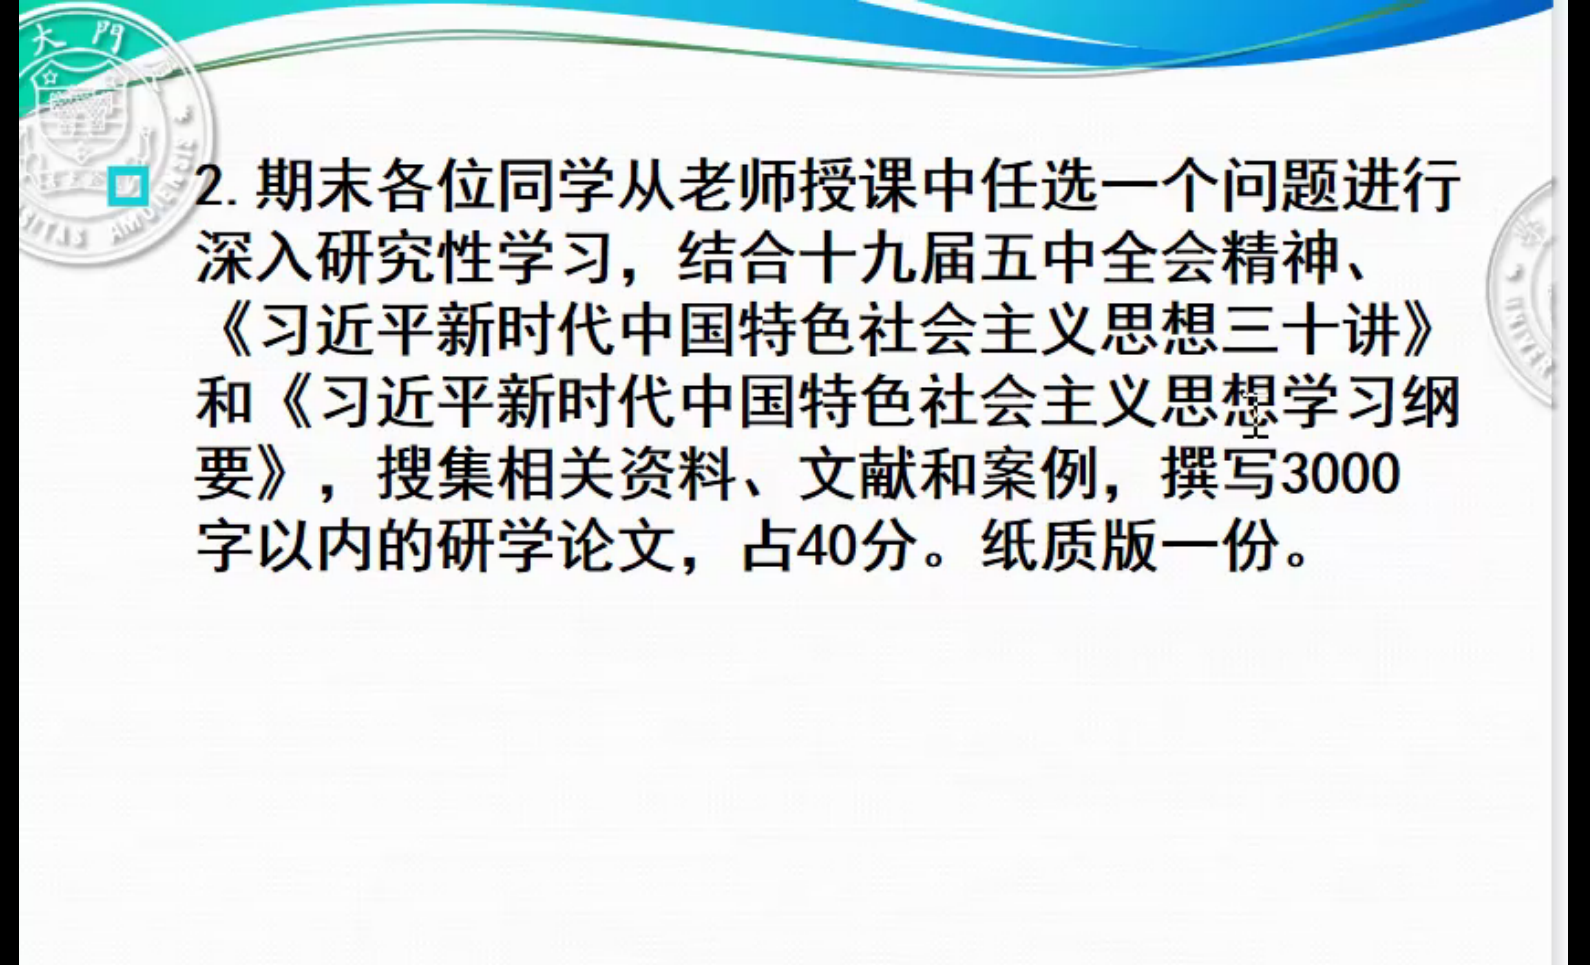 大 門
SITAS AMOIENSIS
2. 期末各位同学从老师授课中任选一个问题进行
深入研究性学习，结合十九届五中全会精神、
《习近平新时代中国特色社会主义思想三十讲》
和《习近平新时代中国特色社会主义思想学习纲
要》，搜集相关资料、文献和案例，撰写3000
字以内的研学论文，占40分。纸质版一份。
UNIVER